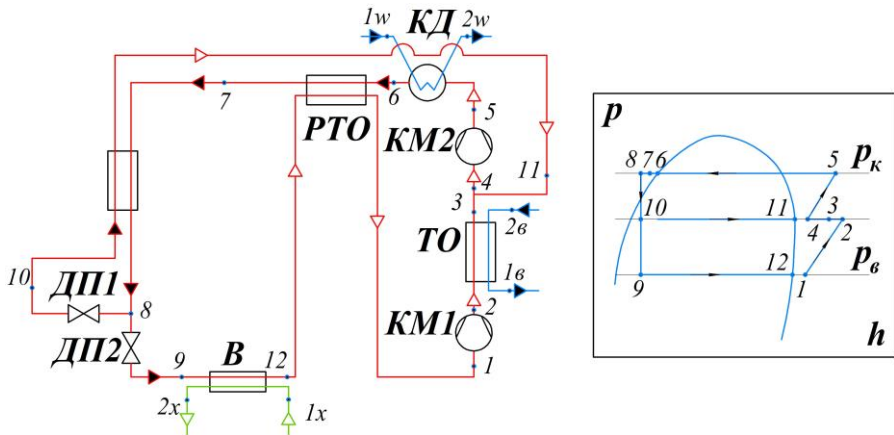 1w КД 2w
7 РТО 6 5
КМ2
4
11
3
ТО 2в
1в
10 ДП1 8
КМ1 2
ДП2
9 В 12 1
2х 1х
p
8 7 6 5 pк
10 11 4 3 2
9 12 1 pв
h